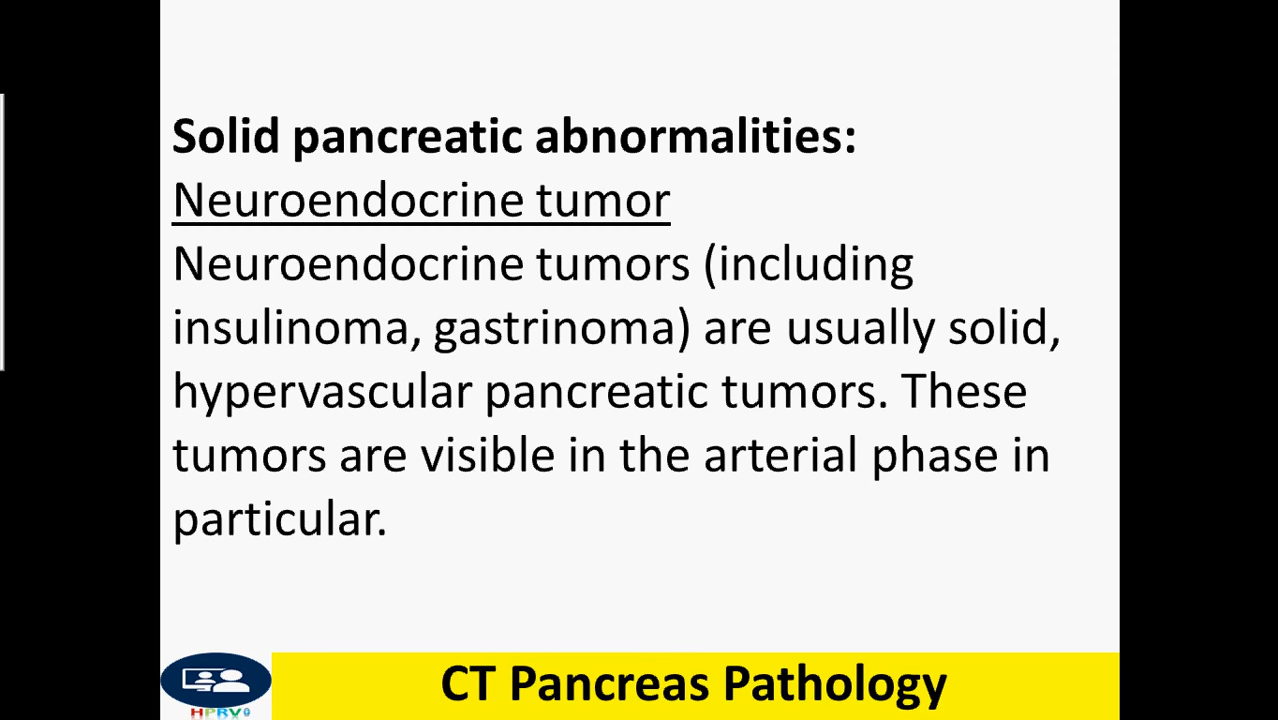 Solid pancreatic abnormalities:
Neuroendocrine tumor
Neuroendocrine tumors (including
insulinoma, gastrinoma) are usually solid,
hypervascular pancreatic tumors. These
tumors are visible in the arterial phase in
particular.
CT Pancreas Pathology